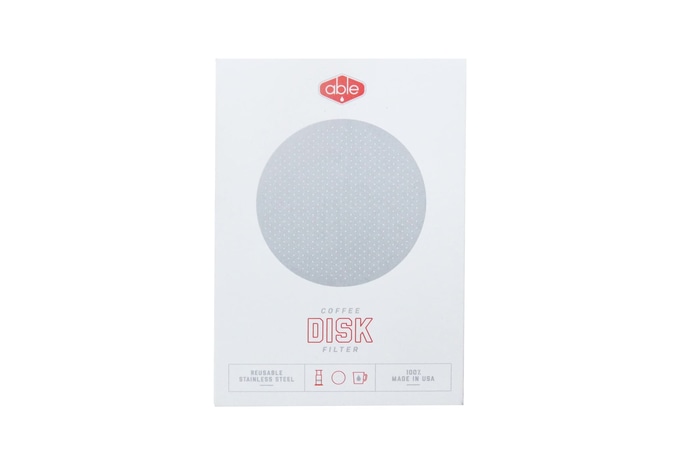 able
COFFEE
DISK
FILTER
REUSABLE
STAINLESS STEEL
100%
MADE IN USA